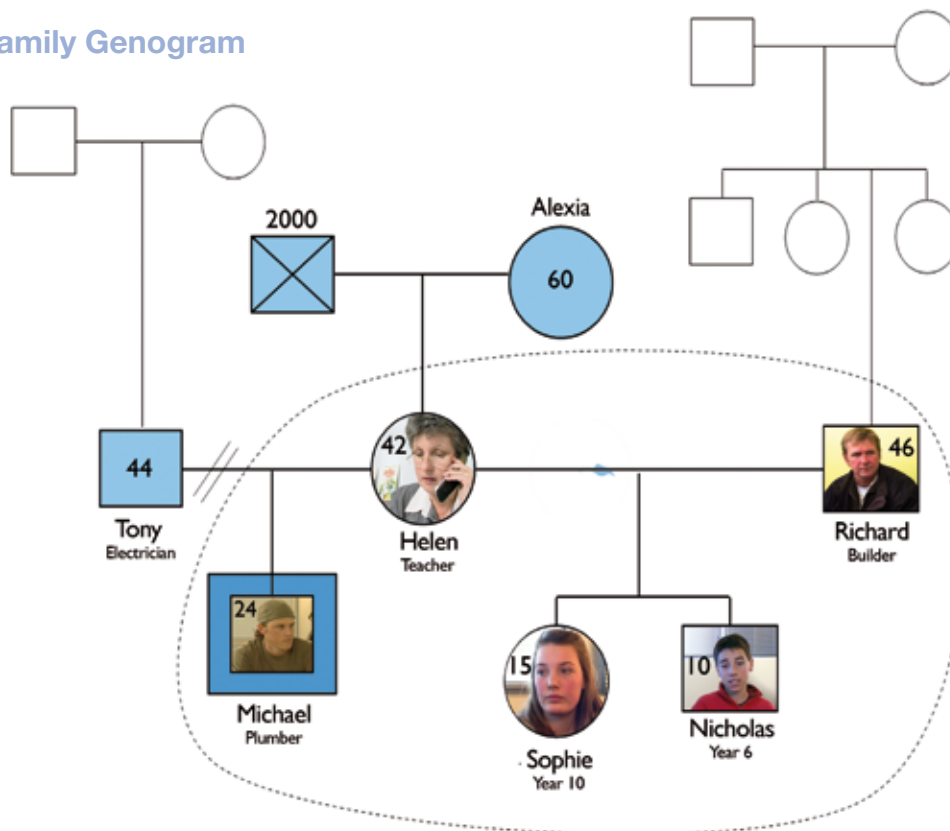 amily Genogram
2000
Alexia
60
44
Tony
Electrician
42
Helen
Teacher
46
Richard
Builder
24
Michael
Plumber
15
Sophie
Year 10
10
Nicholas
Year 6